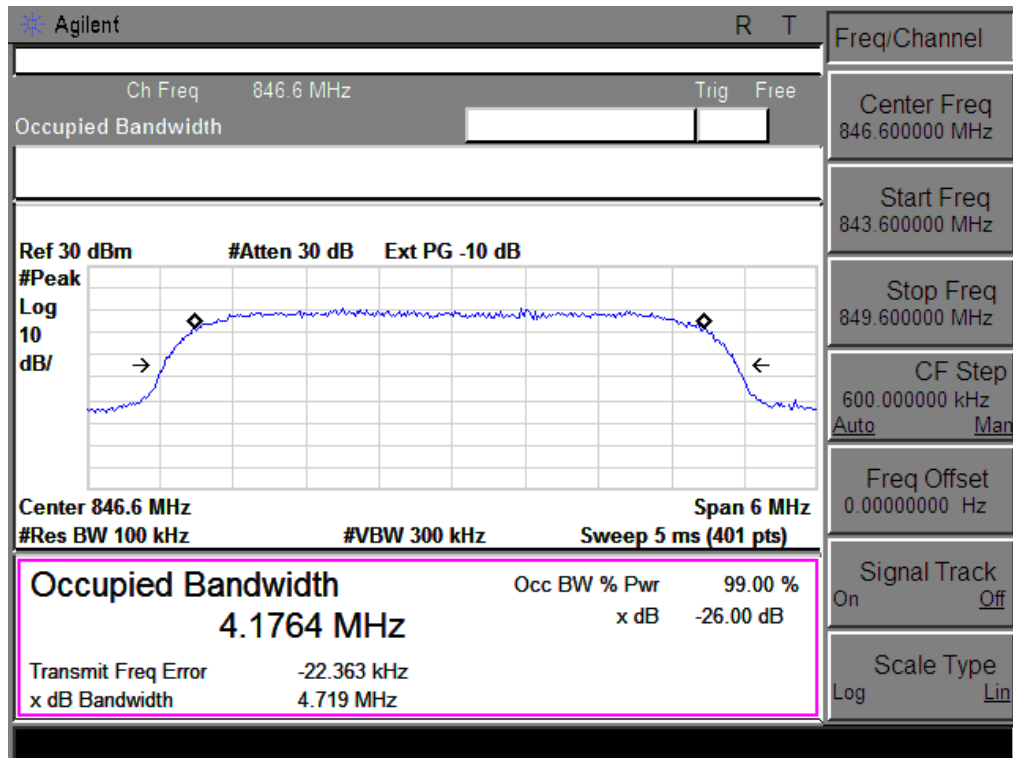 Agilent R T
Ch Freq 846.6 MHz Trig Free
Occupied Bandwidth
Ref 30 dBm #Atten 30 dB Ext PG -10 dB
#Peak
Log
10
dB/
Center 846.6 MHz Span 6 MHz
#Res BW 100 kHz #VBW 300 kHz Sweep 5 ms (401 pts)
Occupied Bandwidth Occ BW % Pwr 99.00 %
4.1764 MHz x dB -26.00 dB
Transmit Freq Error -22.363 kHz
x dB Bandwidth 4.719 MHz
Freq/Channel
Center Freq
846.600000 MHz
Start Freq
843.600000 MHz
Stop Freq
849.600000 MHz
CF Step
600.000000 kHz
Auto Man
Freq Offset
0.00000000 Hz
Signal Track
On Off
Scale Type
Log Lin